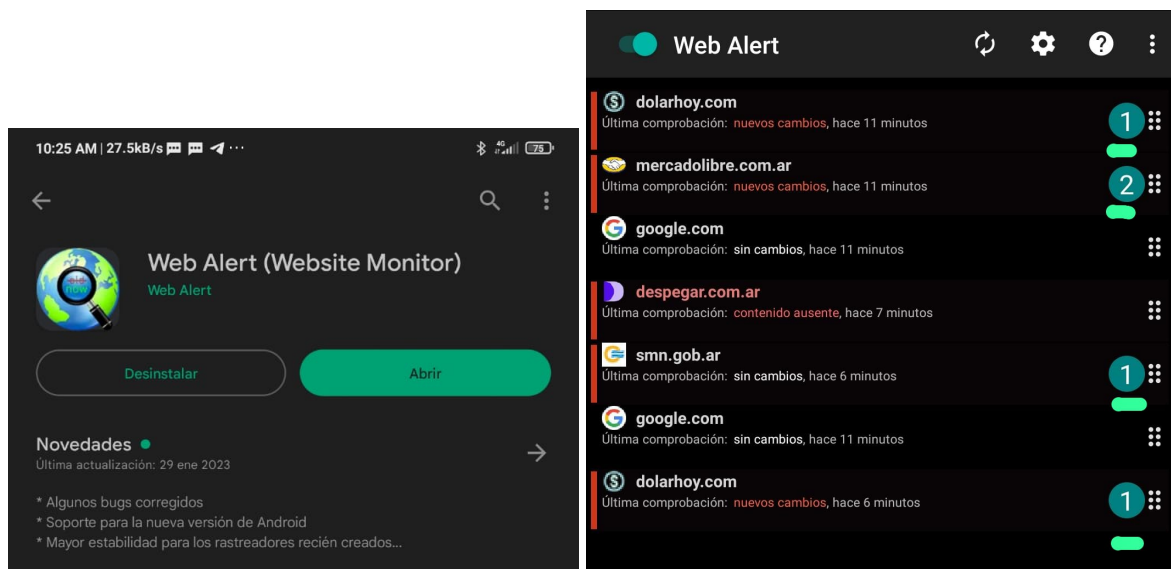 10:25 AM | 27.5kB/s
4G
75
Web Alert (Website Monitor)
Web Alert
Desinstalar
Abrir
Novedades
Última actualización: 29 ene 2023
* Algunos bugs corregidos
* Soporte para la nueva versión de Android
* Mayor estabilidad para los rastreadores recién creados...
Web Alert
dolarhoy.com
Última comprobación: nuevos cambios, hace 11 minutos
1
mercadolibre.com.ar
Última comprobación: nuevos cambios, hace 11 minutos
2
google.com
Última comprobación: sin cambios, hace 11 minutos
despegar.com.ar
Última comprobación: contenido ausente, hace 7 minutos
smn.gob.ar
Última comprobación: sin cambios, hace 6 minutos
1
google.com
Última comprobación: sin cambios, hace 11 minutos
dolarhoy.com
Última comprobación: nuevos cambios, hace 6 minutos
1